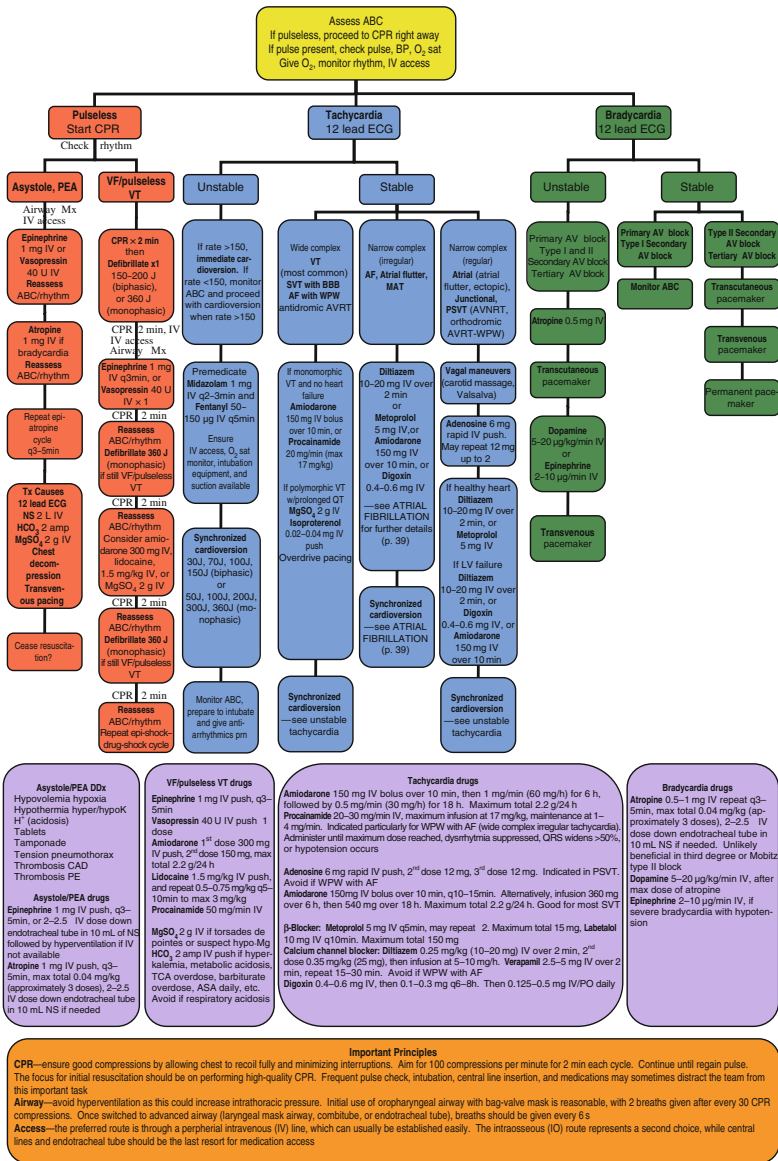 Assess ABC
If pulseless, proceed to CPR right away
If pulse present, check pulse, BP, O₂ sat
Give O₂, monitor rhythm, IV access
Pulseless
Start CPR
Check rhythm
Asystole, PEA
Airway Mx
IV access
Epinephrine
1 mg IV or
Vasopressin
40 U IV
Reassess
ABC/rhythm
Atropine
1 mg IV if
bradycardia
Reassess
ABC/rhythm
Repeat epi-
atropine
cycle
q3–5min
Tx Causes
12 lead ECG
NS 2 L IV
HCO₃ 2 amp
MgSO₄ 2 g IV
Chest
decom-
pression
Transven-
ous pacing
Cease resuscita-
tion?
VF/pulseless
VT
CPR × 2 min
then
Defibrillate x1
150–200 J
(biphasic),
or 360 J
(monophasic)
CPR 2 min, IV
IV access
Airway Mx
Epinephrine 1 mg
IV q3min, or
Vasopressin 40 U
IV × 1
CPR 2 min
Reassess
ABC/rhythm
Defibrillate 360 J
(monophasic)
if still VF/pulseless
VT
CPR 2 min
Reassess
ABC/rhythm
Consider amio-
darone 300 mg IV,
lidocaine,
1.5 mg/kg IV, or
MgSO₄ 2 g IV
CPR 2 min
Reassess
ABC/rhythm
Defibrillate 360 J
(monophasic)
if still VF/pulseless
VT
CPR 2 min
Reassess
ABC/rhythm
Repeat epi-shock–
drug-shock cycle
Tachycardia
12 lead ECG
Unstable
If rate >150,
immediate car-
dioversion. If
rate <150, monitor
ABC and proceed
with cardioversion
when rate >150
Premedicate
Midazolam 1 mg
IV q2–3min and
Fentanyl 50–
150 μg IV q5min
Ensure
IV access, O₂ sat
monitor, intubation
equipment, and
suction available
Synchronized
cardioversion
30J, 70J, 100J,
150J (biphasic)
or
50J, 100J, 200J,
300J, 360J (mo-
nophasic)
Monitor ABC,
prepare to intubate
and give anti-
arrhythmics prn
Stable
Wide complex
VT
(most common)
SVT with BBB
AF with WPW
antidromic AVRT
If monomorphic
VT and no heart
failure
Amiodarone
150 mg IV bolus
over 10 min, or
Procainamide
20 mg/min (max
17 mg/kg)
If polymorphic VT
w/prolonged QT
MgSO₄ 2 g IV
Isoproterenol
0.02–0.04 mg IV
push
Overdrive pacing
Synchronized
cardioversion
—see unstable
tachycardia
Narrow complex
(irregular)
AF, Atrial flutter,
MAT
Diltiazem
10–20 mg IV over
2 min
or
Metoprolol
5 mg IV,or
Amiodarone
150 mg IV
over 10 min, or
Digoxin
0.4–0.6 mg IV
—see ATRIAL
FIBRILLATION
for further details
(p. 39)
Synchronized
cardioversion
—see ATRIAL
FIBRILLATION
(p. 39)
Narrow complex
(regular)
Atrial (atrial
flutter, ectopic),
Junctional,
PSVT (AVNRT,
orthodromic
AVRT-WPW)
Vagal maneuvers
(carotid massage,
Valsalva)
Adenosine 6 mg
rapid IV push.
May repeat 12 mg
up to 2
If healthy heart
Diltiazem
10–20 mg IV over
2 min, or
Metoprolol
5 mg IV
If LV failure
Diltiazem
10–20 mg IV over
2 min, or
Digoxin
0.4–0.6 mg IV, or
Amiodarone
150 mg IV
over 10 min
Synchronized
cardioversion
—see unstable
tachycardia
Bradycardia
12 lead ECG
Unstable
Primary AV block
Type I and II
Secondary AV block
Tertiary AV block
Atropine 0.5 mg IV
Transcutaneous
pacemaker
Dopamine
5–20 μg/kg/min IV
or
Epinephrine
2–10 μg/min IV
Transvenous
pacemaker
Stable
Primary AV block
Type I Secondary
AV block
Monitor ABC
Type II Secondary
AV block
Tertiary AV block
Transcutaneous
pacemaker
Transvenous
pacemaker
Permanent pace-
maker
Asystole/PEA DDx
Hypovolemia hypoxia
Hypothermia hyper/hypoK
H⁺ (acidosis)
Tablets
Tamponade
Tension pneumothorax
Thrombosis CAD
Thrombosis PE
Asystole/PEA drugs
Epinephrine 1 mg IV push, q3–
5min, or 2–2.5 IV dose down
endotracheal tube in 10 mL of NS
followed by hyperventilation if IV
not available
Atropine 1 mg IV push, q3–
5min, max total 0.04 mg/kg
(approximately 3 doses), 2–2.5
IV dose down endotracheal tube
in 10 mL NS if needed
VF/pulseless VT drugs
Epinephrine 1 mg IV push, q3–
5min
Vasopressin 40 U IV push 1
dose
Amiodarone 1ˢᵗ dose 300 mg
IV push, 2ⁿᵈ dose 150 mg, max
total 2.2 g/24 h
Lidocaine 1.5 mg/kg IV push,
and repeat 0.5–0.75 mg/kg q5–
10min to max 3 mg/kg
Procainamide 50 mg/min IV
MgSO₄ 2 g IV if torsades de
pointes or suspect hypo-Mg
HCO₃ 2 amp IV push if hyper-
kalemia, metabolic acidosis,
TCA overdose, barbiturate
overdose, ASA daily, etc.
Avoid if respiratory acidosis
Tachycardia drugs
Amiodarone 150 mg IV bolus over 10 min, then 1 mg/min (60 mg/h) for 6 h,
followed by 0.5 mg/min (30 mg/h) for 18 h. Maximum total 2.2 g/24 h
Procainamide 20–30 mg/min IV, maximum infusion at 17 mg/kg, maintenance at 1–
4 mg/min. Indicated particularly for WPW with AF (wide complex irregular tachycardia).
Administer until maximum dose reached, dysrrhytmia suppressed, QRS widens >50%,
or hypotension occurs
Adenosine 6 mg rapid IV push, 2ⁿᵈ dose 12 mg, 3ʳᵈ dose 12 mg. Indicated in PSVT.
Avoid if WPW with AF
Amiodarone 150mg IV bolus over 10 min, q10–15min. Alternatively, infusion 360 mg
over 6 h, then 540 mg over 18 h. Maximum total 2.2 g/24 h. Good for most SVT
β-Blocker: Metoprolol 5 mg IV q5min, may repeat 2. Maximum total 15 mg, Labetalol
10 mg IV q10min. Maximum total 150 mg
Calcium channel blocker: Diltiazem 0.25 mg/kg (10–20 mg) IV over 2 min, 2ⁿᵈ
dose 0.35 mg/kg (25 mg), then infusion at 5–10 mg/h. Verapamil 2.5–5 mg IV over 2
min, repeat 15–30 min. Avoid if WPW with AF
Digoxin 0.4–0.6 mg IV, then 0.1–0.3 mg q6–8h. Then 0.125–0.5 mg IV/PO daily
Bradycardia drugs
Atropine 0.5–1 mg IV repeat q3–
5min, max total 0.04 mg/kg (ap-
proximately 3 doses), 2–2.5 IV
dose down endotracheal tube in
10 mL NS if needed. Unlikely
beneficial in third degree or Mobitz
type II block
Dopamine 5–20 μg/kg/min IV, after
max dose of atropine
Epinephrine 2–10 μg/min IV, if
severe bradycardia with hypoten-
sion
Important Principles
CPR—ensure good compressions by allowing chest to recoil fully and minimizing interruptions. Aim for 100 compressions per minute for 2 min each cycle. Continue until regain pulse.
The focus for initial resuscitation should be on performing high-quality CPR. Frequent pulse check, intubation, central line insertion, and medications may sometimes distract the team from
this important task
Airway—avoid hyperventilation as this could increase intrathoracic pressure. Initial use of oropharyngeal airway with bag-valve mask is reasonable, with 2 breaths given after every 30 CPR
compressions. Once switched to advanced airway (laryngeal mask airway, combitube, or endotracheal tube), breaths should be given every 6 s
Access—the preferred route is through a perpherial intravenous (IV) line, which can usually be established easily. The intraosseous (IO) route represents a second choice, while central
lines and endotracheal tube should be the last resort for medication access